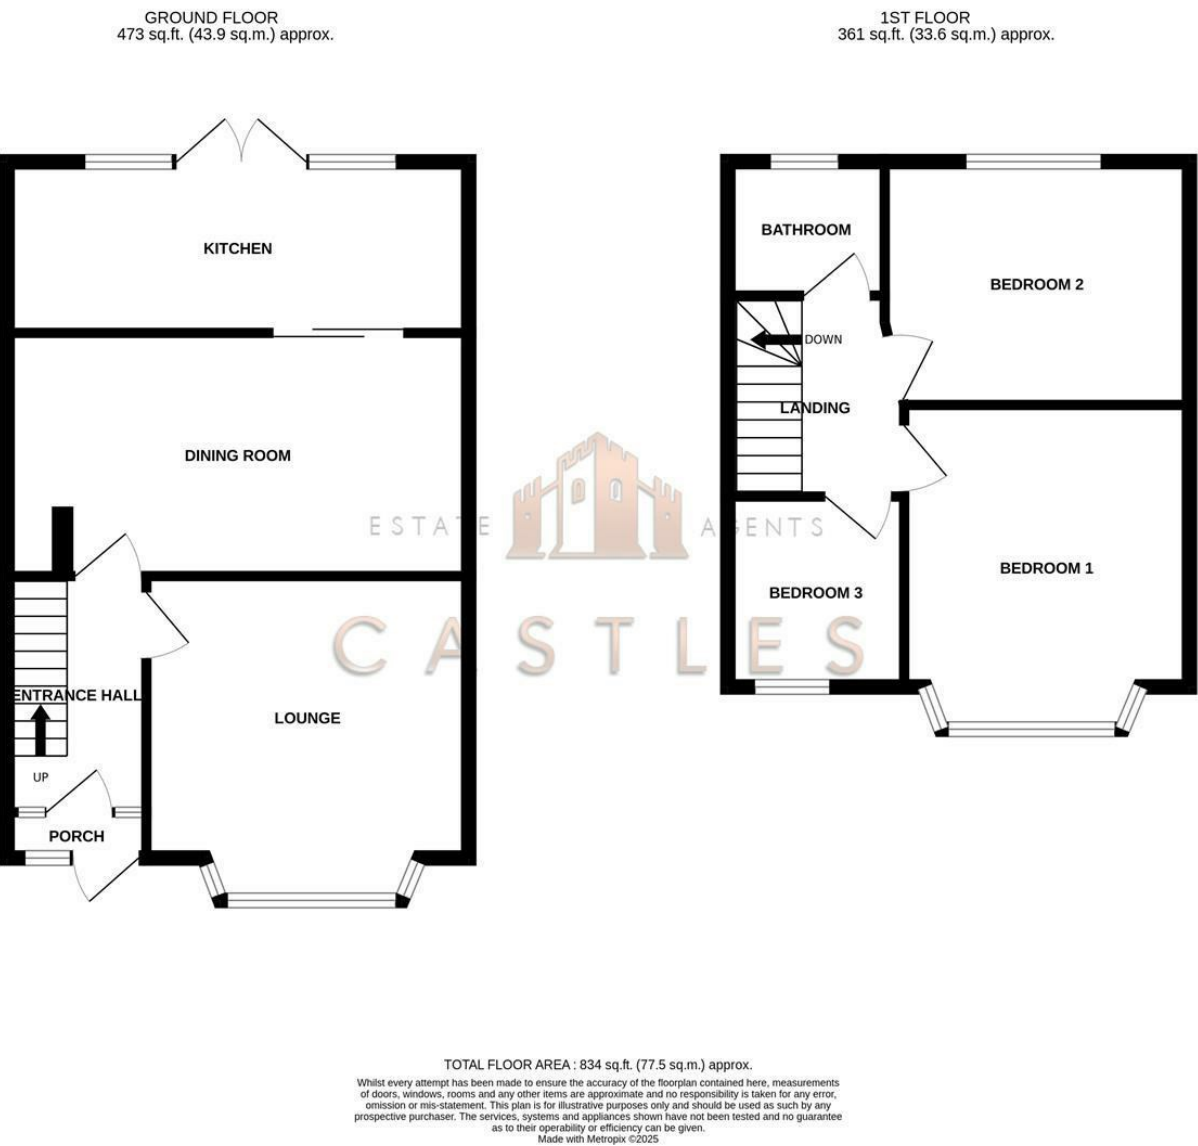 GROUND FLOOR
473 sq.ft. (43.9 sq.m.) approx.
1ST FLOOR
361 sq.ft. (33.6 sq.m.) approx.
KITCHEN
DINING ROOM
ENTRANCE HALL
LOUNGE
UP
PORCH
BATHROOM
BEDROOM 2
DOWN
LANDING
BEDROOM 1
BEDROOM 3
ESTATE AGENTS
CASTLES
TOTAL FLOOR AREA : 834 sq.ft. (77.5 sq.m.) approx.
Whilst every attempt has been made to ensure the accuracy of the floorplan contained here, measurements
of doors, windows, rooms and any other items are approximate and no responsibility is taken for any error,
omission or mis-statement. This plan is for illustrative purposes only and should be used as such by any
prospective purchaser. The services, systems and appliances shown have not been tested and no guarantee
as to their operability or efficiency can be given.
Made with Metropix ©2025